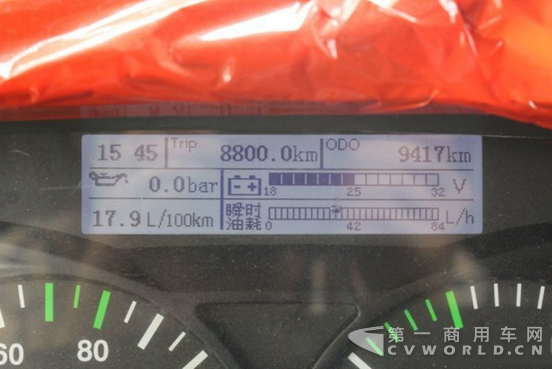 15 45 Trip 8800.0km ODO 9417km
0.0bar 18 25 32 V
17.9L/100km 瞬时油耗 0 42 84 L/h
60 80
第一商用车网
CVWORLD.CN